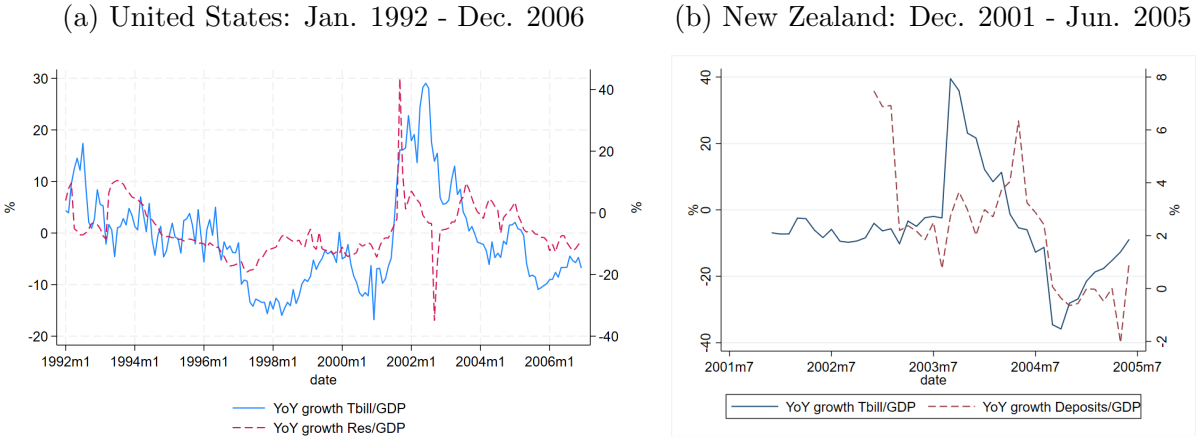 (a) United States: Jan. 1992 - Dec. 2006
30
20
10
0
-10
-20
%
40
20
0
-20
-40
%
1992m1 1994m1 1996m1 1998m1 2000m1 2002m1 2004m1 2006m1
date
YoY growth Tbill/GDP
YoY growth Res/GDP
(b) New Zealand: Dec. 2001 - Jun. 2005
40
20
0
-20
-40
%
8
6
4
2
0
-2
%
2001m7 2002m7 2003m7 2004m7 2005m7
date
YoY growth Tbill/GDP YoY growth Deposits/GDP